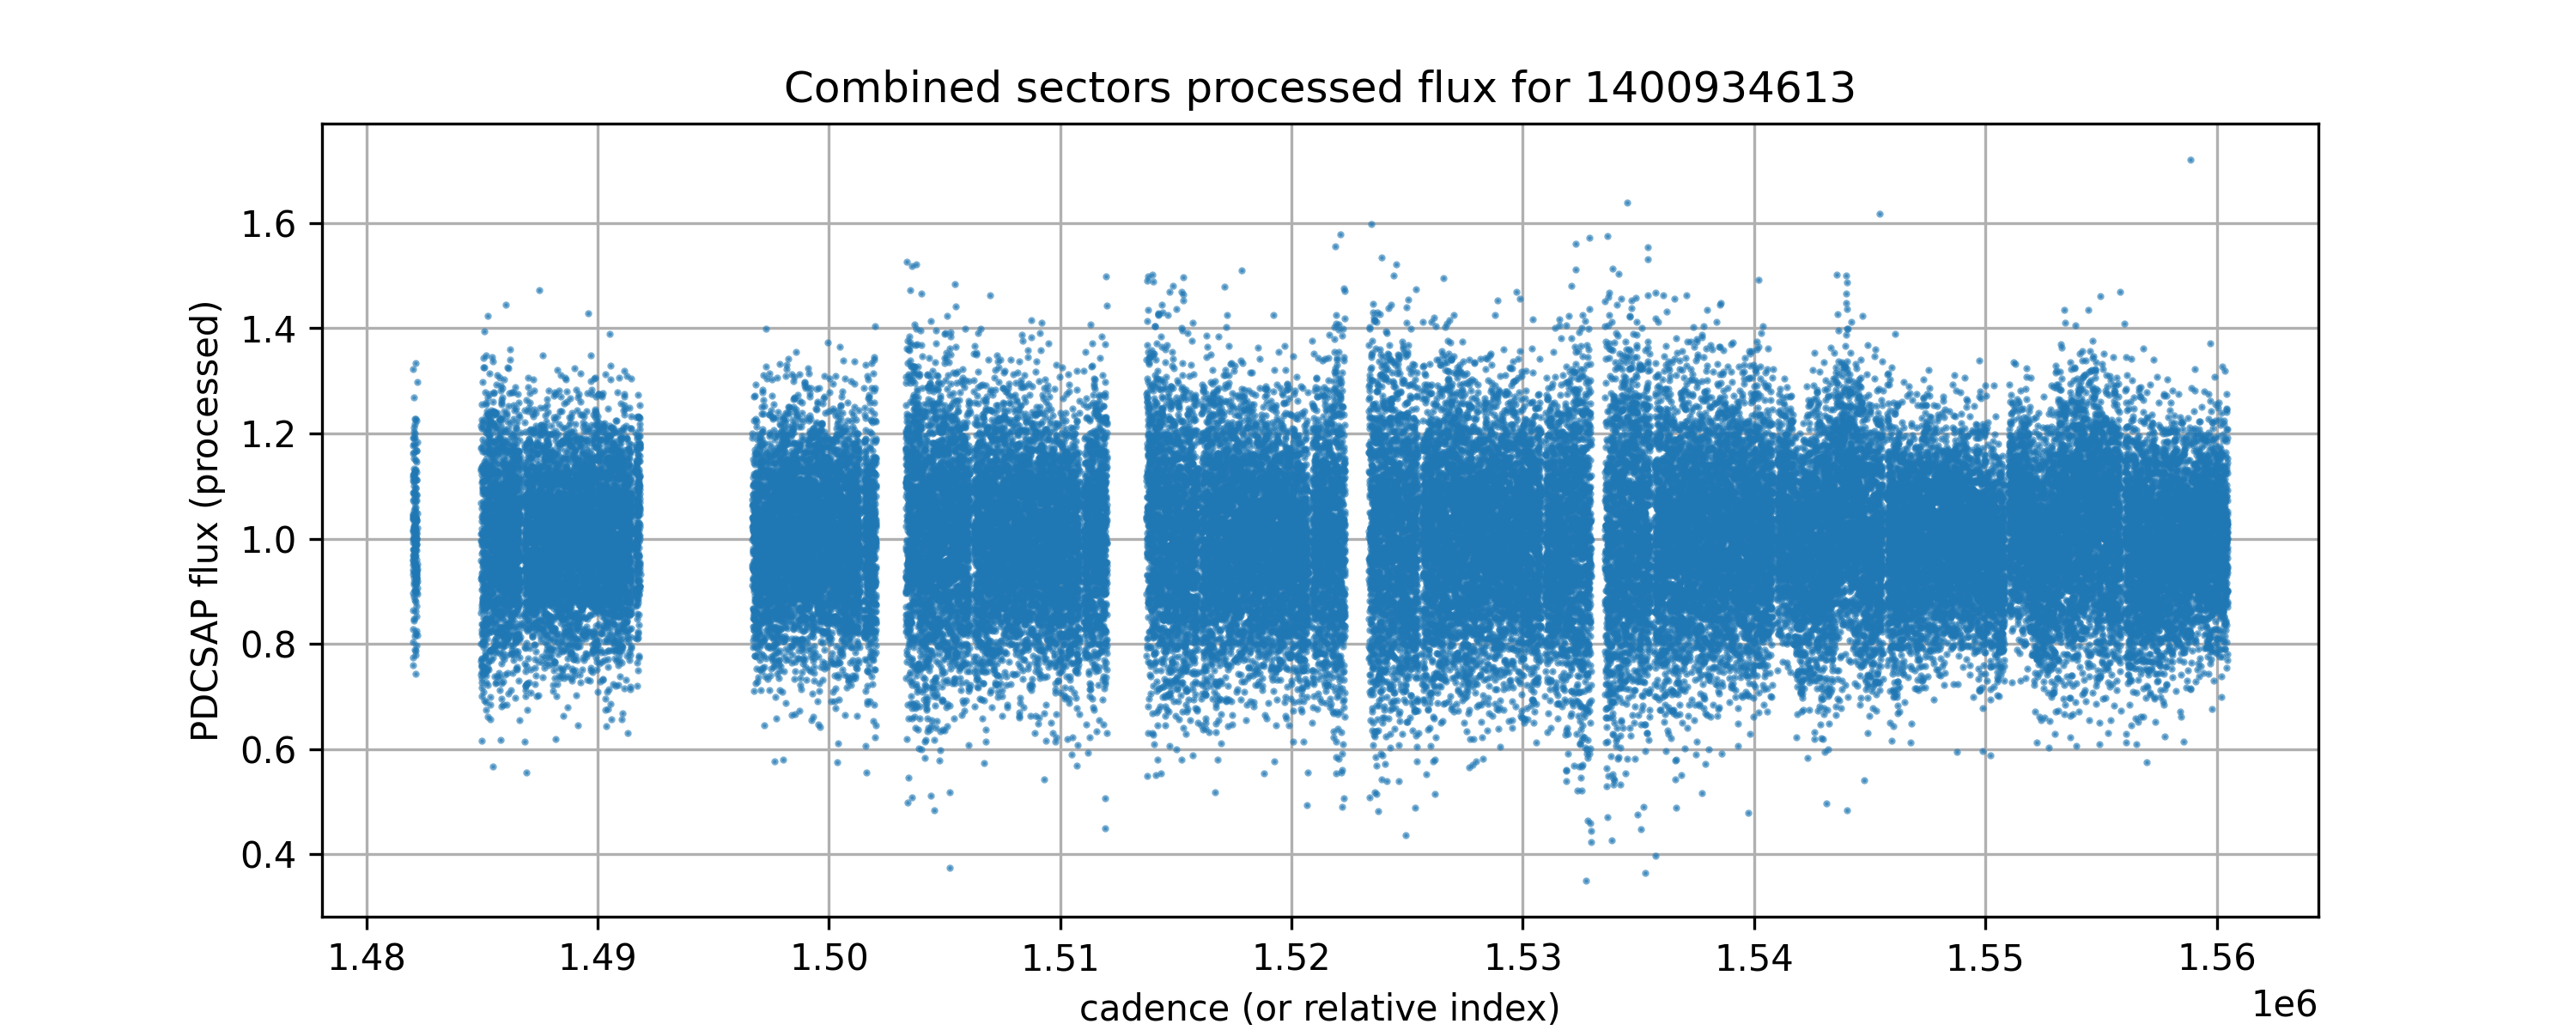 Combined sectors processed flux for 1400934613
PDCSAP flux (processed)
1.6
1.4
1.2
1.0
0.8
0.6
0.4
1.48 1.49 1.50 1.51 1.52 1.53 1.54 1.55 1.56
cadence (or relative index)
1e6